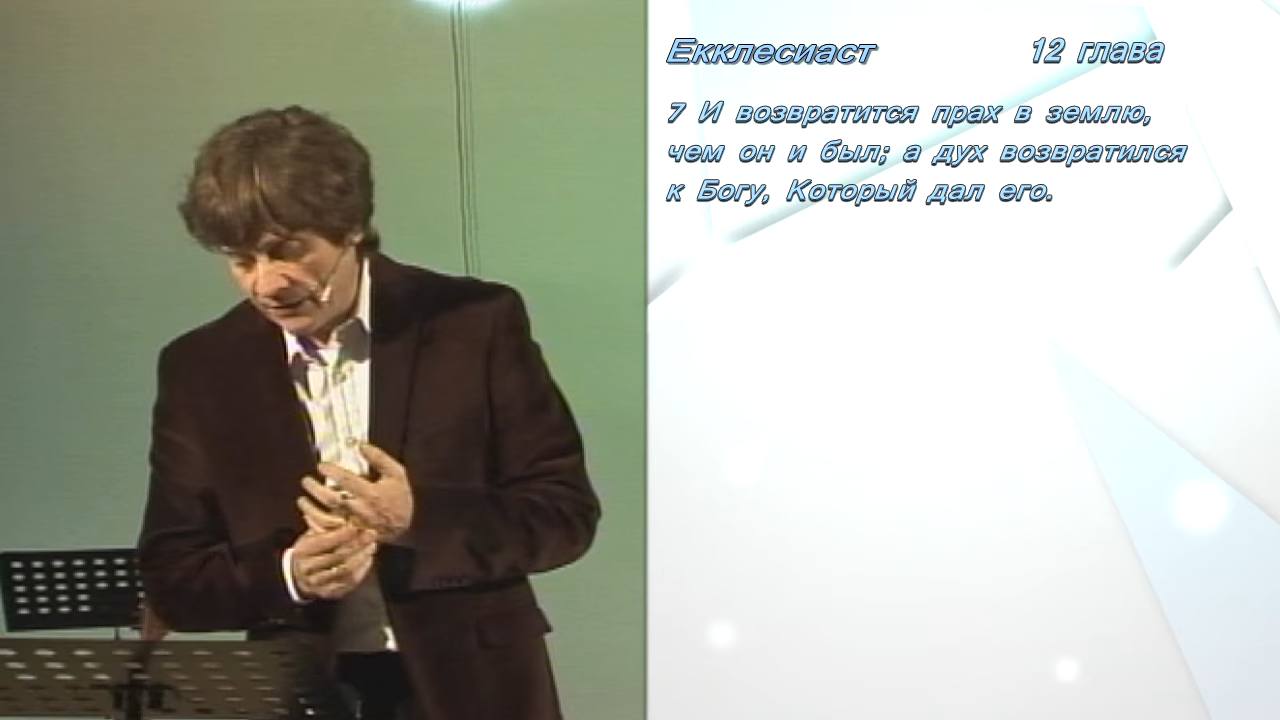 Екклесиаст 12 глава
7 И возвратится прах в землю,
чем он и был; а дух возвратился
к Богу, Который дал его.